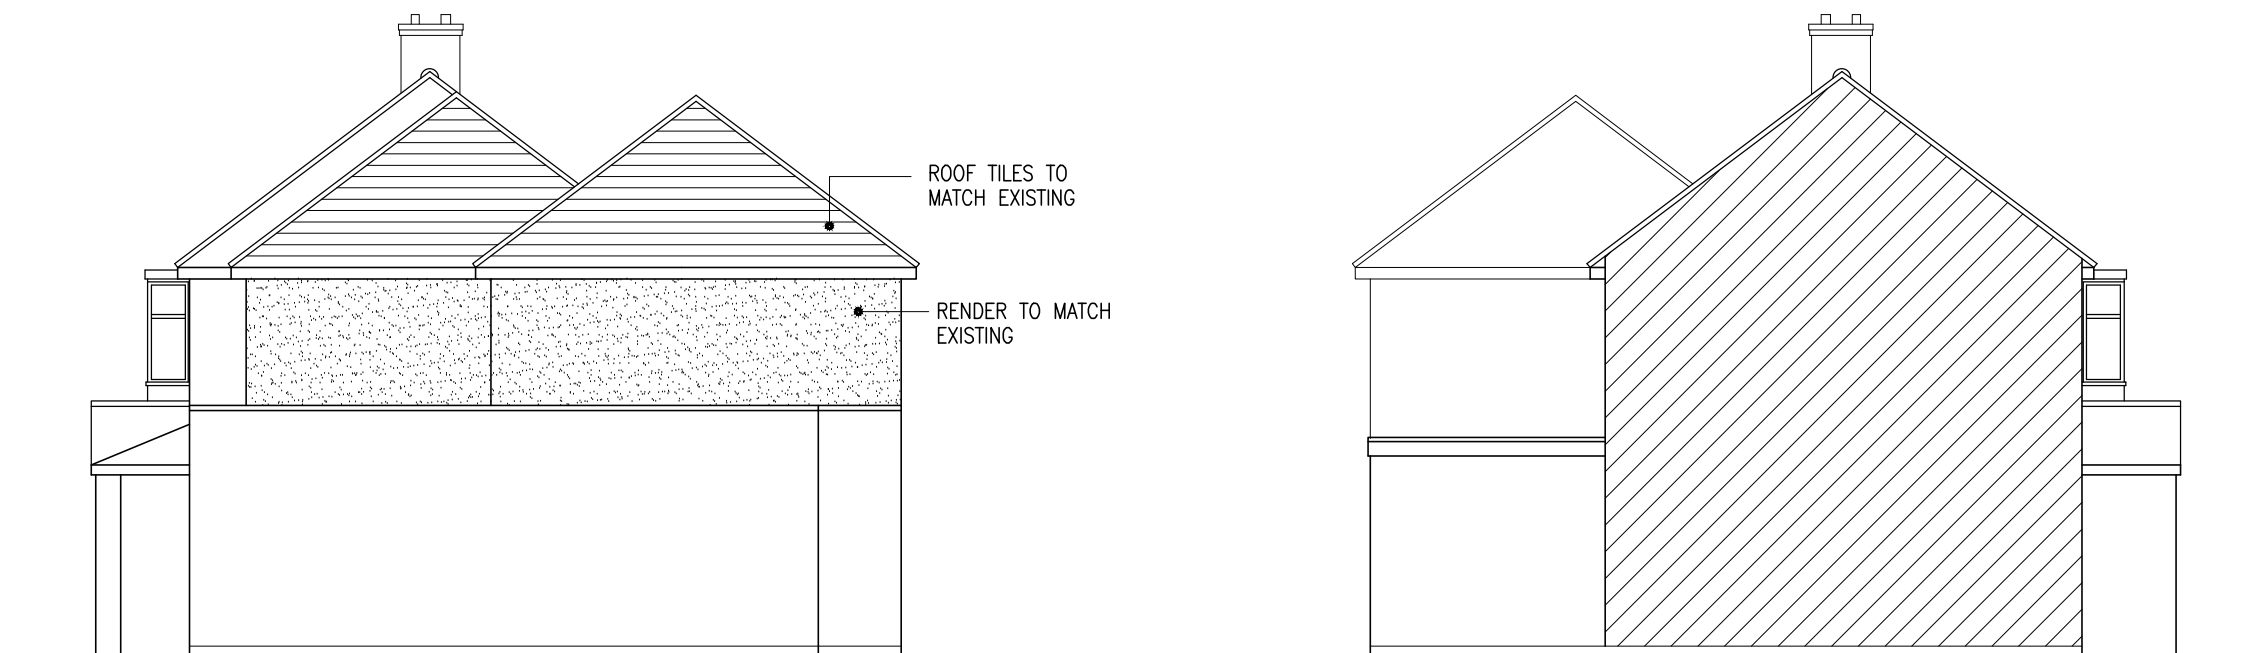 ROOF TILES TO
MATCH EXISTING
RENDER TO MATCH
EXISTING